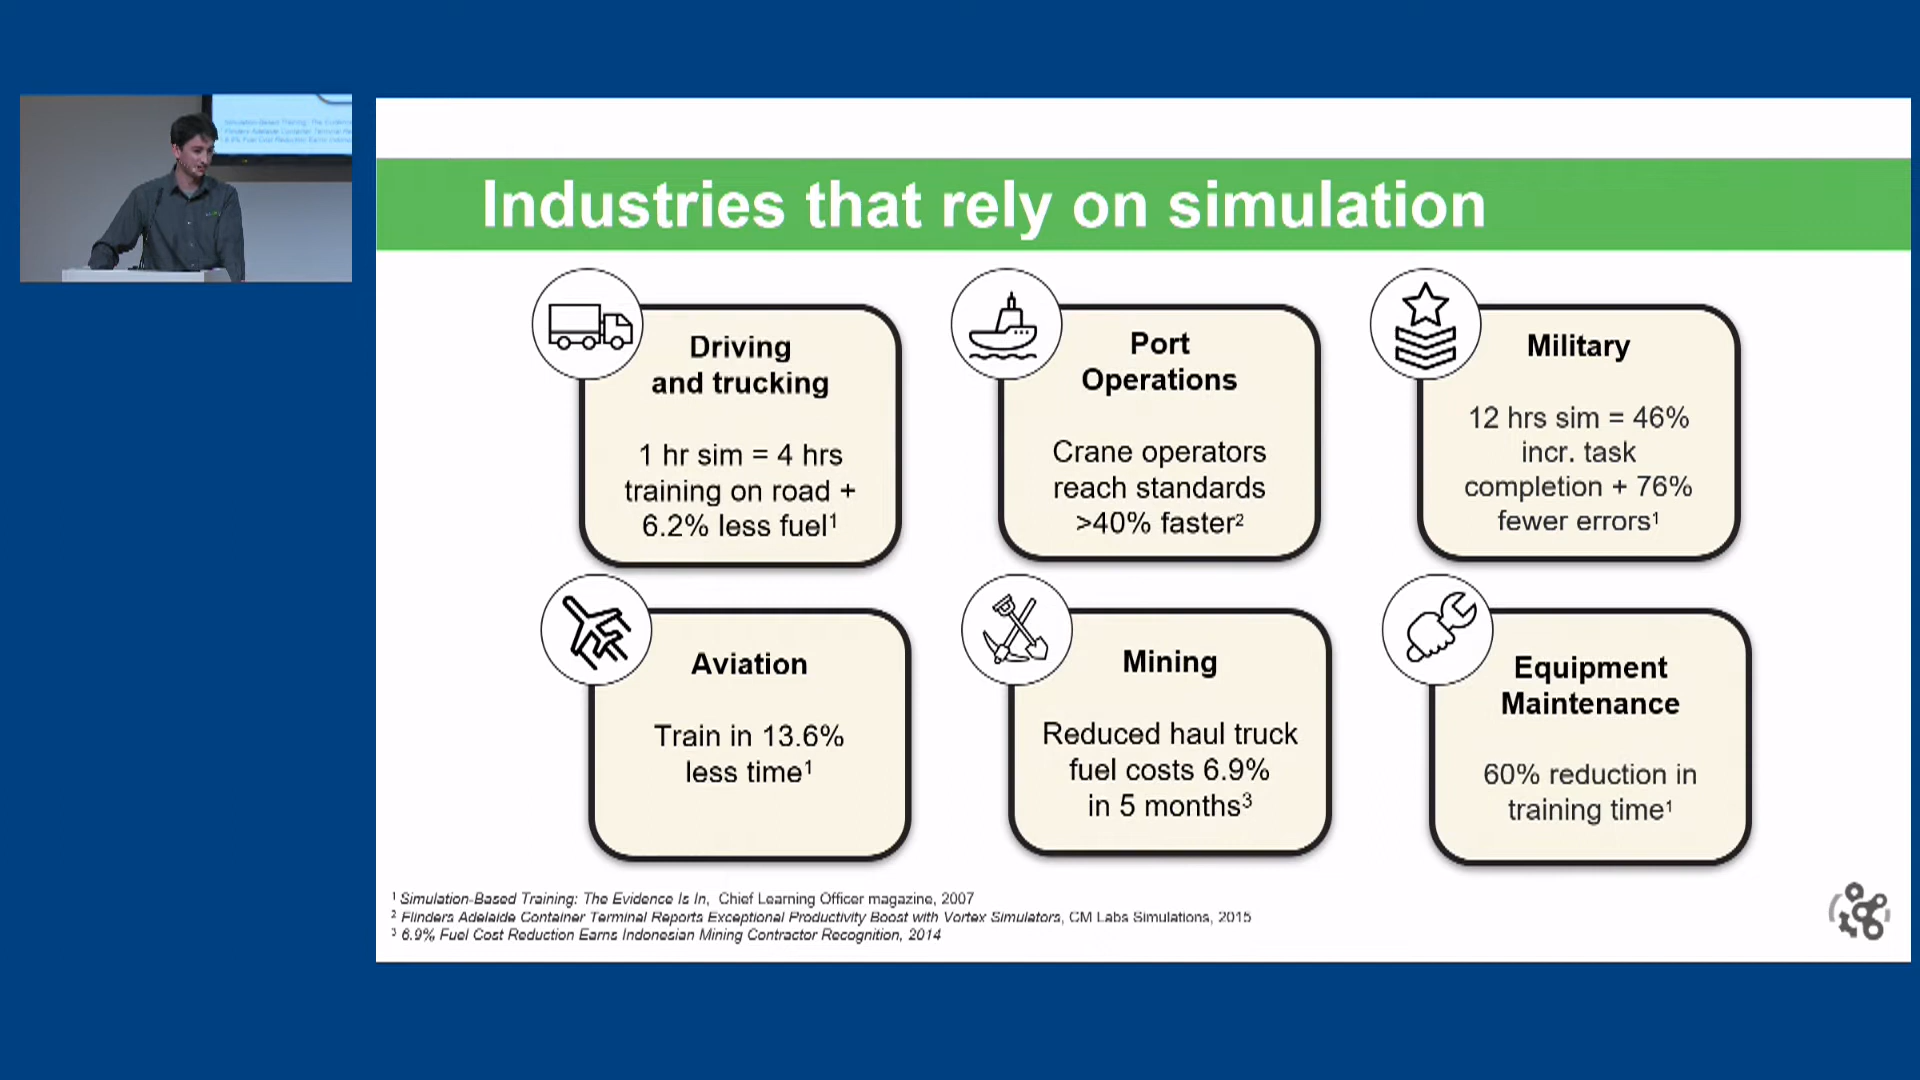 Industries that rely on simulation
Driving
and trucking
1 hr sim = 4 hrs
training on road +
6.2% less fuel¹
Port
Operations
Crane operators
reach standards
>40% faster²
Military
12 hrs sim = 46%
incr. task
completion + 76%
fewer errors¹
Aviation
Train in 13.6%
less time¹
Mining
Reduced haul truck
fuel costs 6.9%
in 5 months³
Equipment
Maintenance
60% reduction in
training time¹
¹ Simulation-Based Training: The Evidence Is In, Chief Learning Officer magazine, 2007
² Flinders Adelaide Container Terminal Reports Exceptional Productivity Boost with Vortex Simulators, CM Labs Simulations, 2015
³ 6.9% Fuel Cost Reduction Earns Indonesian Mining Contractor Recognition, 2014